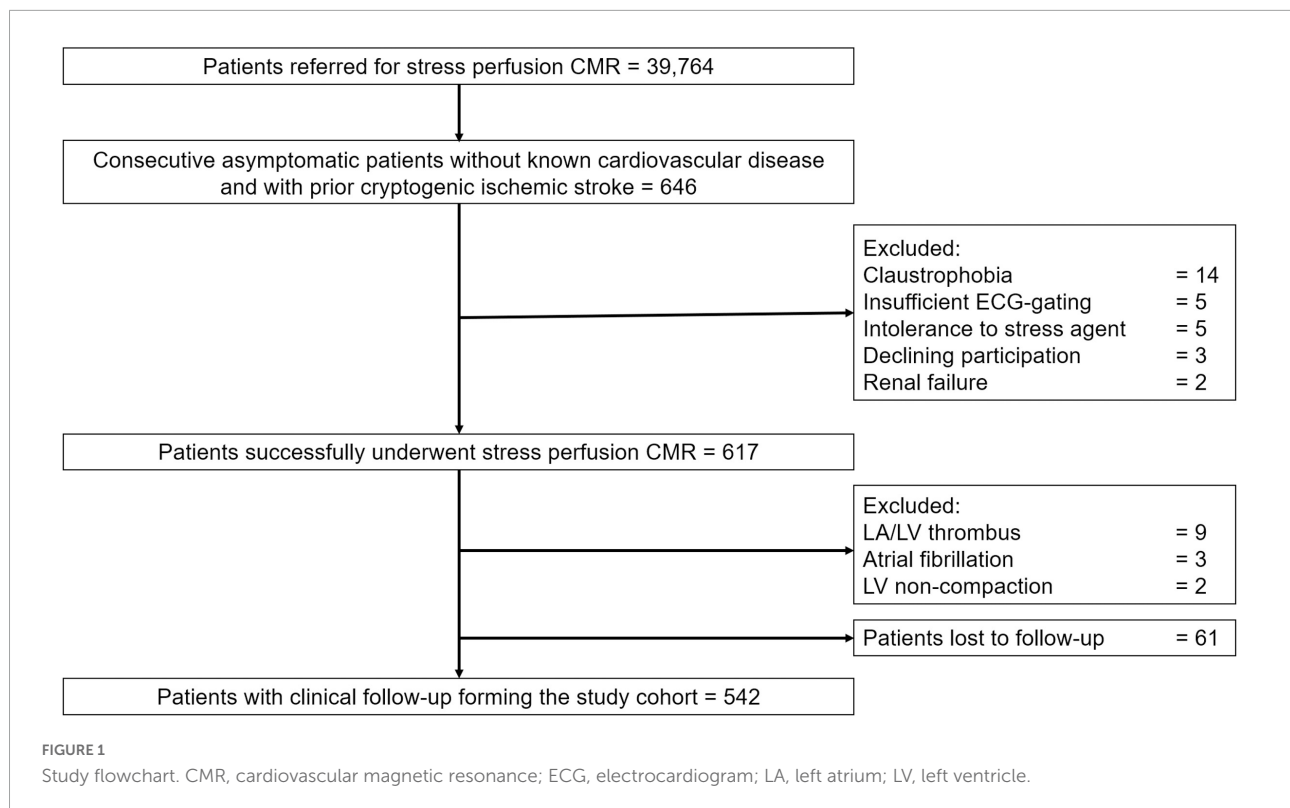 Patients referred for stress perfusion CMR = 39,764
Consecutive asymptomatic patients without known cardiovascular disease
and with prior cryptogenic ischemic stroke = 646
Excluded:
Claustrophobia = 14
Insufficient ECG-gating = 5
Intolerance to stress agent = 5
Declining participation = 3
Renal failure = 2
Patients successfully underwent stress perfusion CMR = 617
Excluded:
LA/LV thrombus = 9
Atrial fibrillation = 3
LV non-compaction = 2
Patients lost to follow-up = 61
Patients with clinical follow-up forming the study cohort = 542
FIGURE 1
Study flowchart. CMR, cardiovascular magnetic resonance; ECG, electrocardiogram; LA, left atrium; LV, left ventricle.